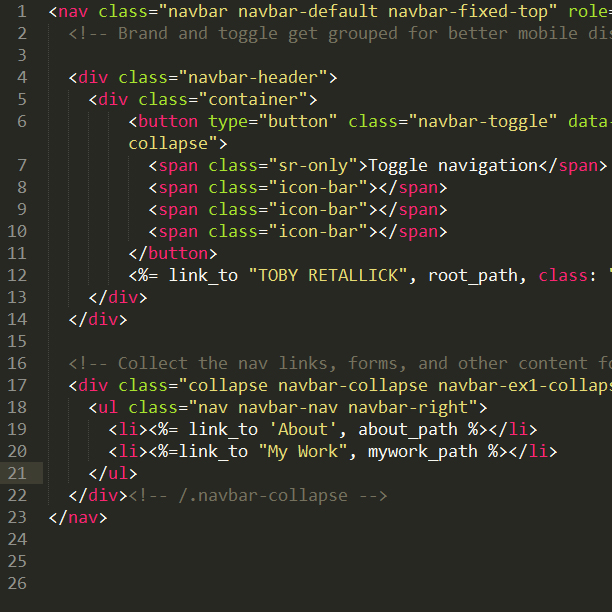 1 <nav class="navbar navbar-default navbar-fixed-top" role=
2 <!-- Brand and toggle get grouped for better mobile dis
3
4 <div class="navbar-header">
5 <div class="container">
6 <button type="button" class="navbar-toggle" data-
collapse">
7 <span class="sr-only">Toggle navigation</span>
8 <span class="icon-bar"></span>
9 <span class="icon-bar"></span>
10 <span class="icon-bar"></span>
11 </button>
12 <%= link_to "TOBY RETALLICK", root_path, class: '
13 </div>
14 </div>
15
16 <!-- Collect the nav links, forms, and other content fo
17 <div class="collapse navbar-collapse navbar-ex1-collaps
18 <ul class="nav navbar-nav navbar-right">
19 <li><%= link_to 'About', about_path %></li>
20 <li><%=link_to "My Work", mywork_path %></li>
21 </ul>
22 </div><!-- /.navbar-collapse -->
23 </nav>
24
25
26